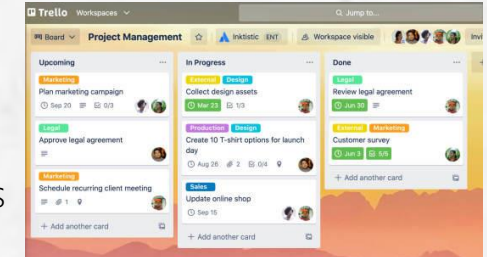 Trello Workspaces
Jump to...
Board Project Management Inktistic ENT Workspace visible
Upcoming ...
Marketing
Plan marketing campaign
Sep 20 0/3
Legal
Approve legal agreement
Marketing
Schedule recurring client meeting
1
+ Add another card
In Progress ...
External Design
Collect design assets
Mar 23 1/3
Production Design
Create 10 T-shirt options for launch
day
Aug 26 2 0/4
Sales
Update online shop
Sep 15
+ Add another card
Done ...
Legal
Review legal agreement
Jun 30
External Marketing
Customer survey
Jun 3 5/5
+ Add another card